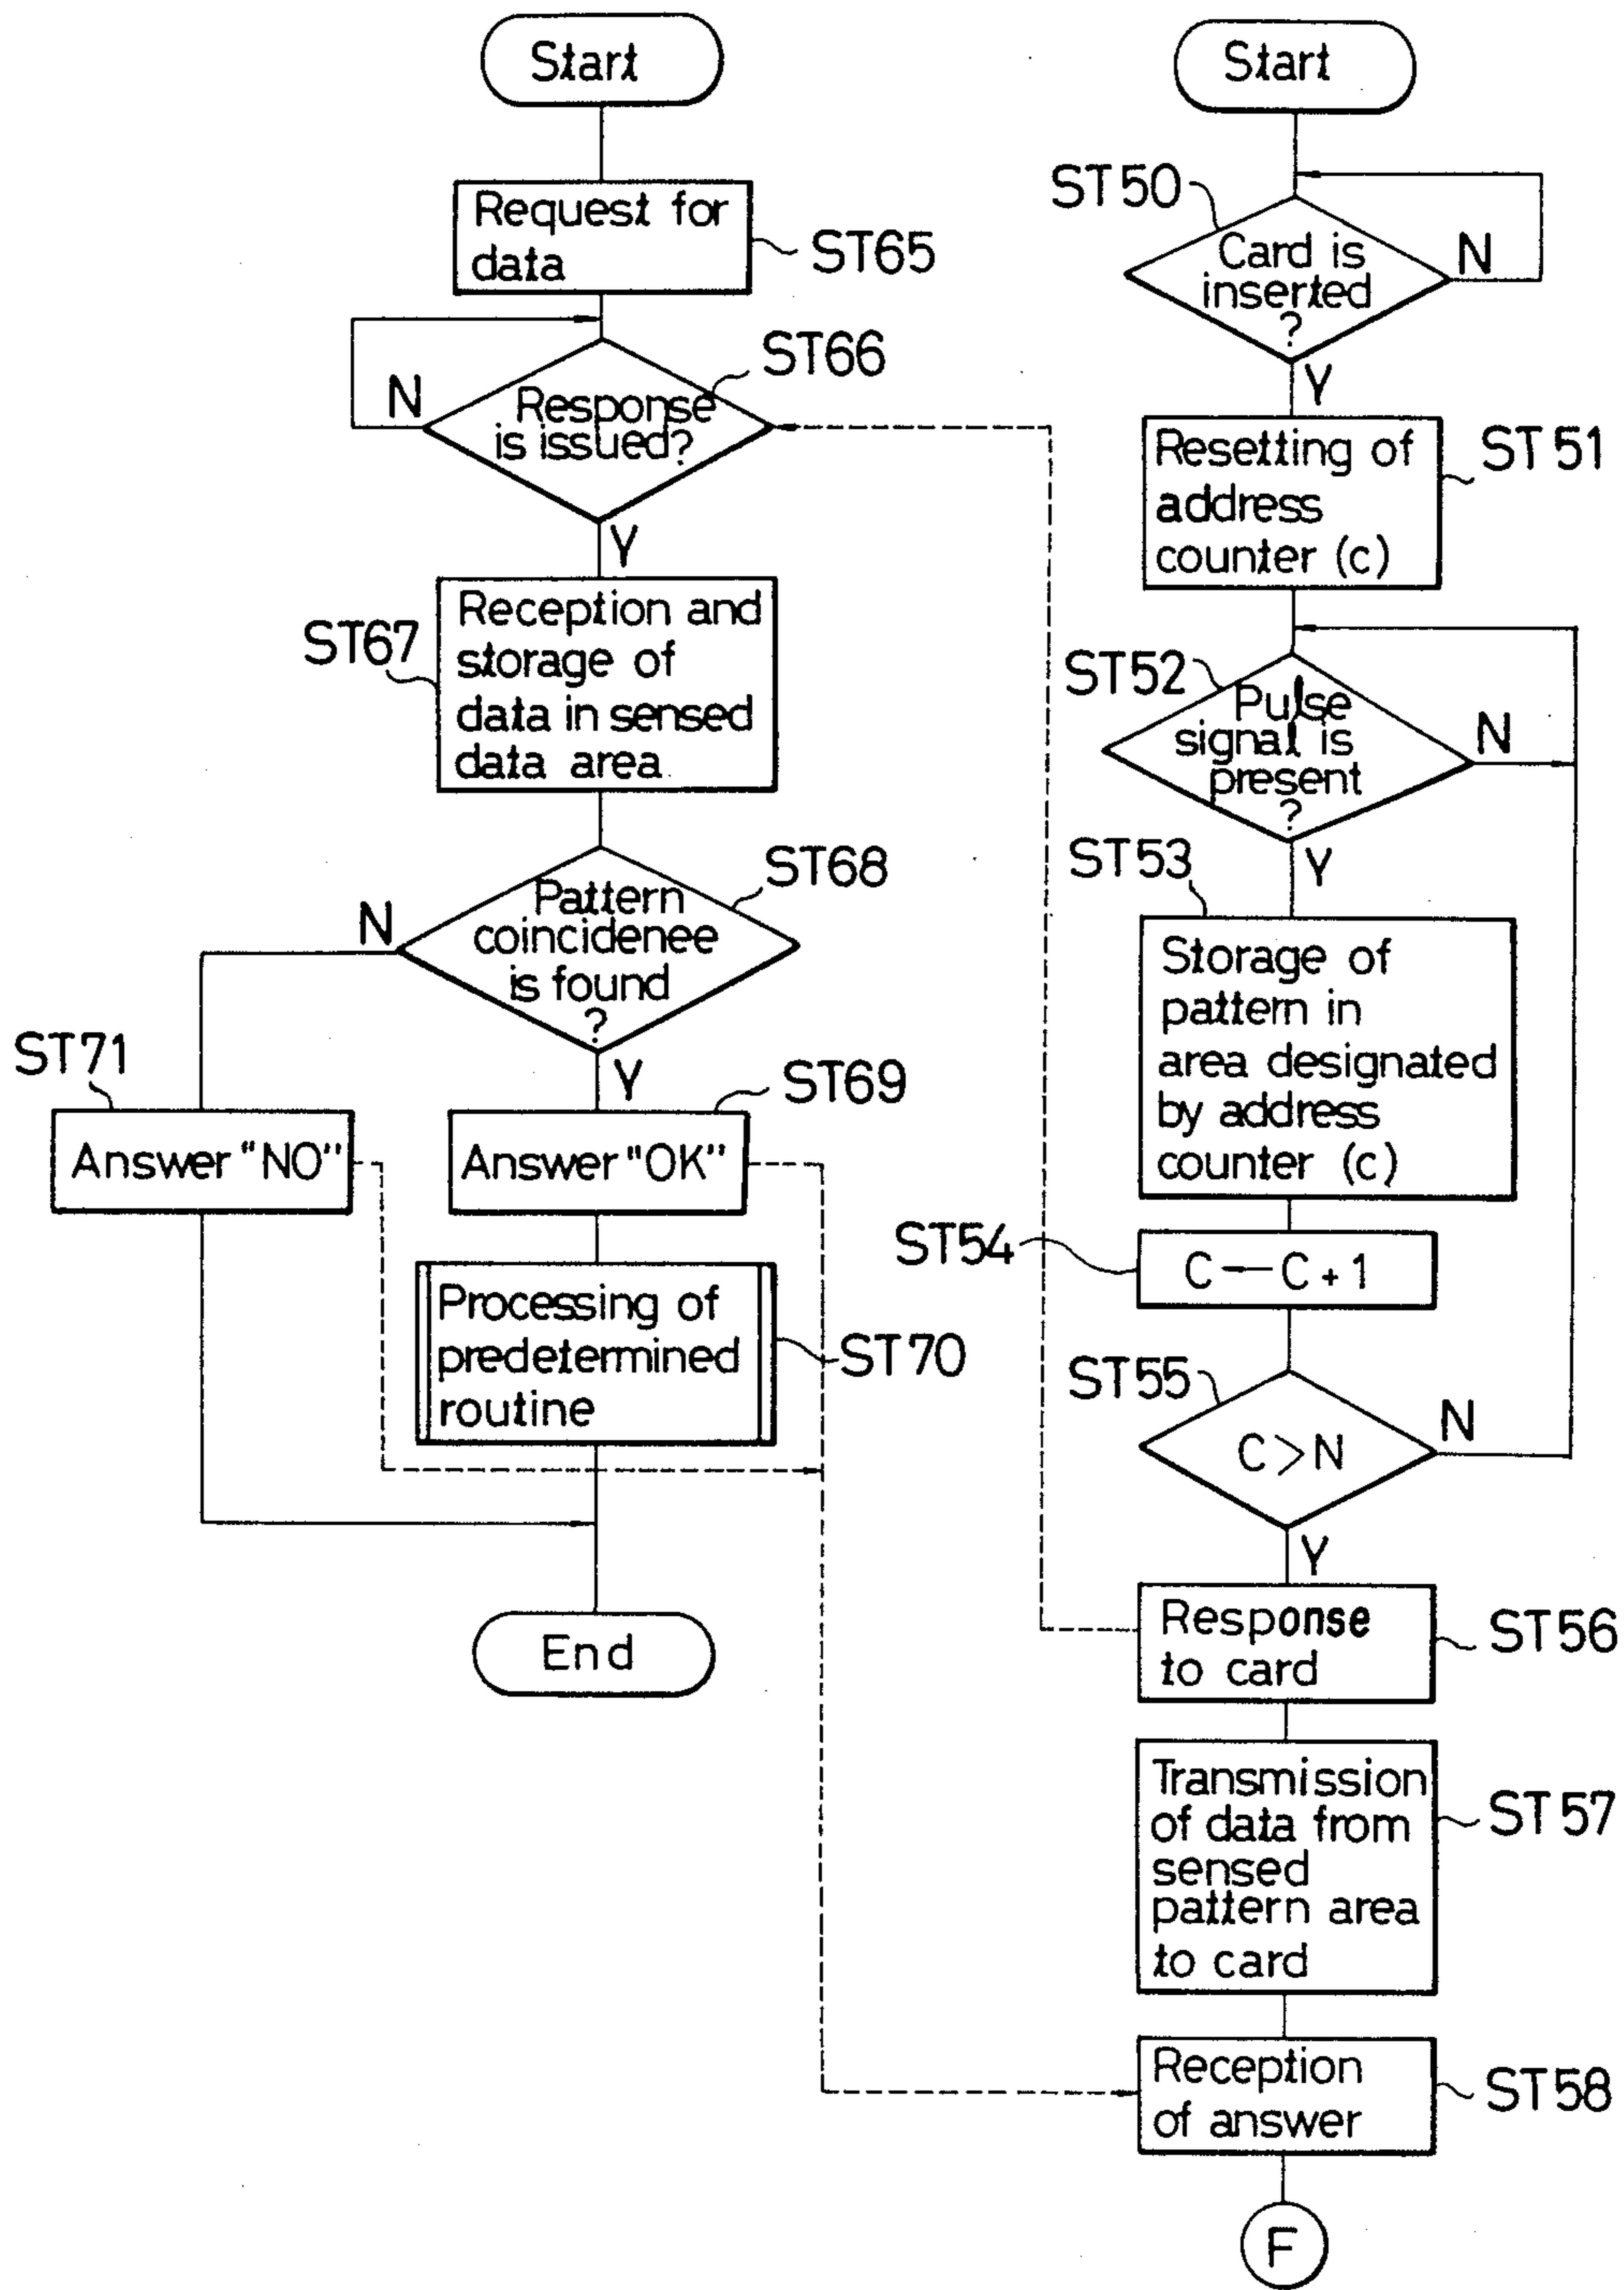 Start
Request for
data
ST65
ST66
N
Response
is issued?
Y
ST67
Reception and
storage of
data in sensed
data area
ST68
N
Pattern
coincidenee
is found
?
Y
ST71
ST69
Answer "NO"
Answer "OK"
Processing of
predetermined
routine
ST70
End
Start
ST50
Card is
inserted
?
N
Y
Resetting of
address
counter (c)
ST51
ST52
Pulse
signal is
present
?
N
Y
ST53
Storage of
pattern in
area designated
by address
counter (c)
ST54
C ← C + 1
ST55
C > N
N
Y
Response
to card
ST56
Transmission
of data from
sensed
pattern area
to card
ST57
Reception
of answer
ST58
F